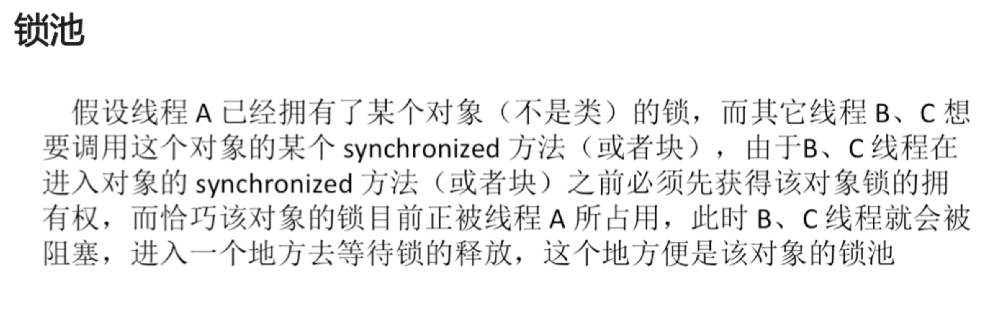 锁池
假设线程 A 已经拥有了某个对象（不是类）的锁，而其它线程 B、C 想
要调用这个对象的某个 synchronized 方法（或者块），由于B、C 线程在
进入对象的 synchronized 方法（或者块）之前必须先获得该对象锁的拥
有权，而恰巧该对象的锁目前正被线程 A 所占用，此时 B、C 线程就会被
阻塞，进入一个地方去等待锁的释放，这个地方便是该对象的锁池